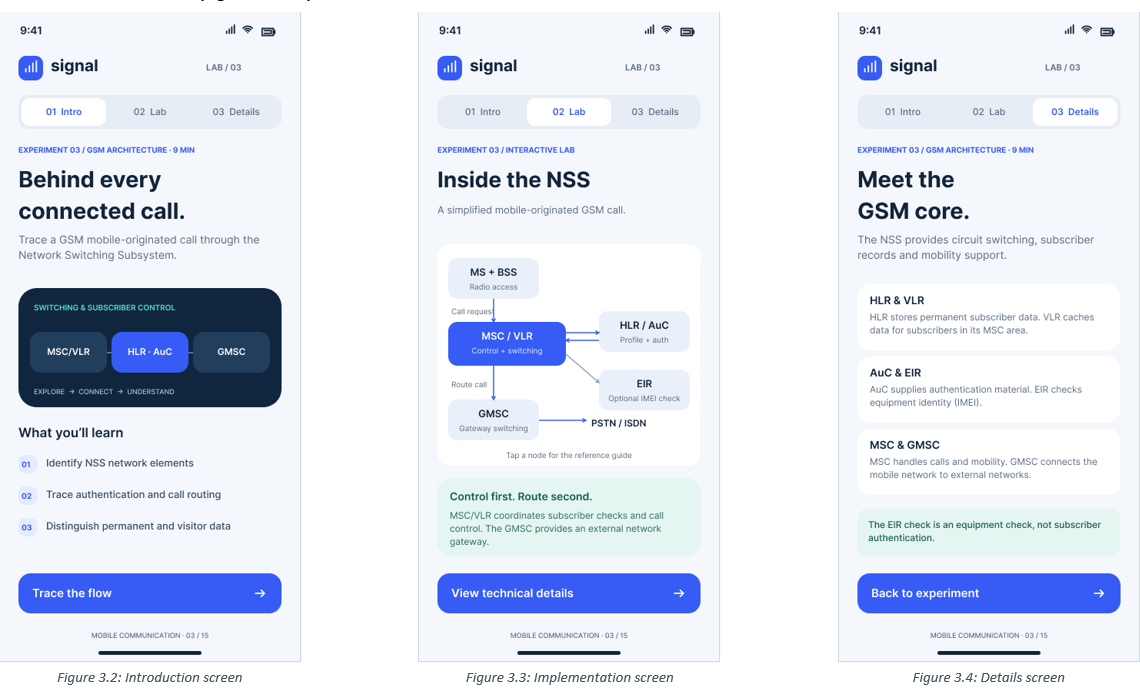 9:41
signal
LAB / 03
01 Intro
02 Lab
03 Details
EXPERIMENT 03 / GSM ARCHITECTURE · 9 MIN
Behind every
connected call.
Trace a GSM mobile-originated call through the
Network Switching Subsystem.
SWITCHING & SUBSCRIBER CONTROL
MSC/VLR
HLR · AuC
GMSC
EXPLORE → CONNECT → UNDERSTAND
What you'll learn
01 Identify NSS network elements
02 Trace authentication and call routing
03 Distinguish permanent and visitor data
Trace the flow →
MOBILE COMMUNICATION · 03 / 15
Figure 3.2: Introduction screen
9:41
signal
LAB / 03
01 Intro
02 Lab
03 Details
EXPERIMENT 03 / INTERACTIVE LAB
Inside the NSS
A simplified mobile-originated GSM call.
MS + BSS
Radio access
Call request
MSC / VLR
Control + switching
HLR / AuC
Profile + auth
EIR
Optional IMEI check
Route call
GMSC
Gateway switching
PSTN / ISDN
Tap a node for the reference guide
Control first. Route second.
MSC/VLR coordinates subscriber checks and call
control. The GMSC provides an external network
gateway.
View technical details →
MOBILE COMMUNICATION · 03 / 15
Figure 3.3: Implementation screen
9:41
signal
LAB / 03
01 Intro
02 Lab
03 Details
EXPERIMENT 03 / GSM ARCHITECTURE · 9 MIN
Meet the
GSM core.
The NSS provides circuit switching, subscriber
records and mobility support.
HLR & VLR
HLR stores permanent subscriber data. VLR caches
data for subscribers in its MSC area.
AuC & EIR
AuC supplies authentication material. EIR checks
equipment identity (IMEI).
MSC & GMSC
MSC handles calls and mobility. GMSC connects the
mobile network to external networks.
The EIR check is an equipment check, not subscriber
authentication.
Back to experiment →
MOBILE COMMUNICATION · 03 / 15
Figure 3.4: Details screen